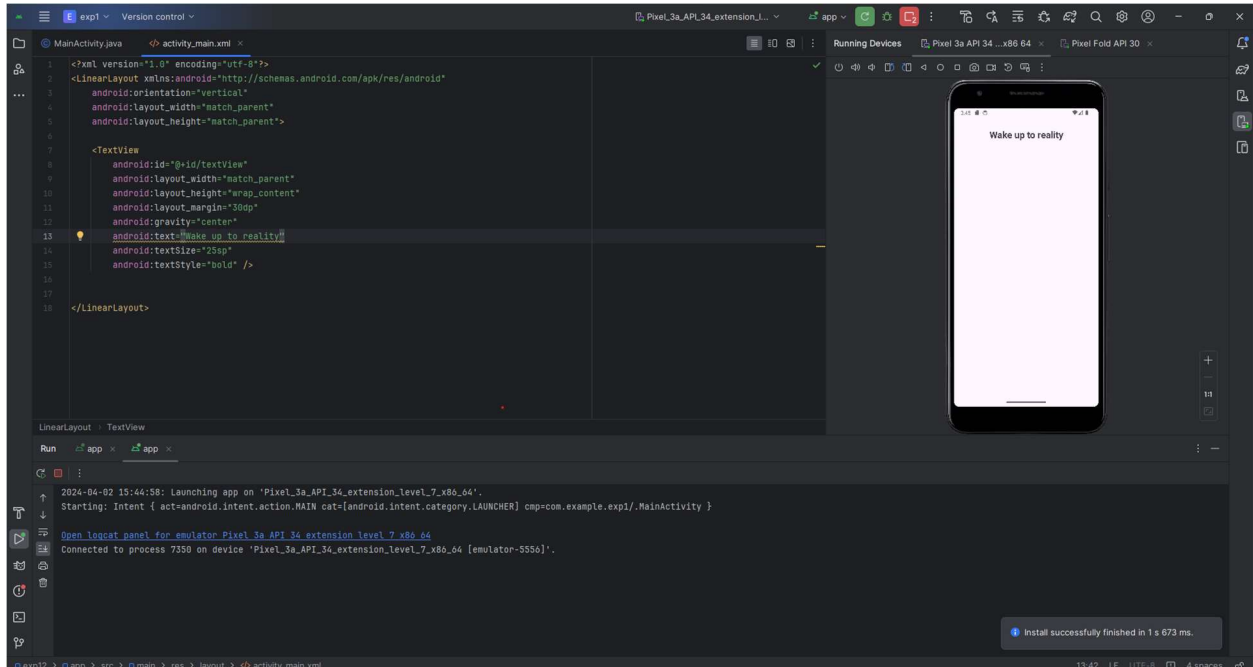 E exp1 Version control Pixel_3a_API_34_extension_l... app
MainActivity.java activity_main.xml
1 <?xml version="1.0" encoding="utf-8"?>
2 <LinearLayout xmlns:android="http://schemas.android.com/apk/res/android"
3 android:orientation="vertical"
4 android:layout_width="match_parent"
5 android:layout_height="match_parent">
6
7 <TextView
8 android:id="@+id/textView"
9 android:layout_width="match_parent"
10 android:layout_height="wrap_content"
11 android:layout_margin="30dp"
12 android:gravity="center"
13 android:text="Wake up to reality"
14 android:textSize="25sp"
15 android:textStyle="bold" />
16
17
18 </LinearLayout>
LinearLayout TextView
Running Devices Pixel 3a API 34 ...x86 64 Pixel Fold API 30
3:45
Wake up to reality
1:1
Run app app
2024-04-02 15:44:58: Launching app on 'Pixel_3a_API_34_extension_level_7_x86_64'.
Starting: Intent { act=android.intent.action.MAIN cat=[android.intent.category.LAUNCHER] cmp=com.example.exp1/.MainActivity }
Open logcat panel for emulator Pixel 3a API 34 extension level 7 x86 64
Connected to process 7350 on device 'Pixel_3a_API_34_extension_level_7_x86_64 [emulator-5556]'.
Install successfully finished in 1 s 673 ms.
app src main res layout activity_main.xml 13:42 LF UTF-8 4 spaces